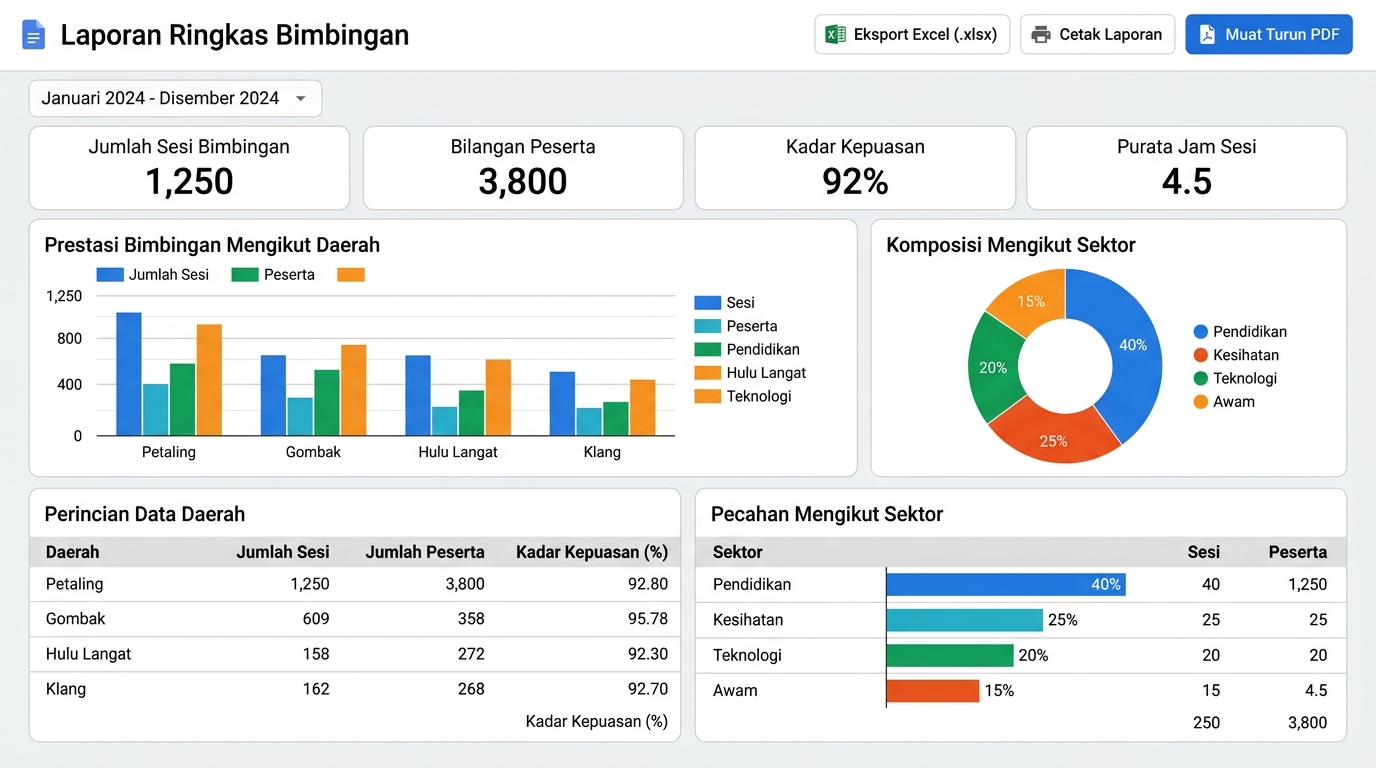 Laporan Ringkas Bimbingan
Eksport Excel (.xlsx)
Cetak Laporan
Muat Turun PDF
Januari 2024 - Disember 2024
Jumlah Sesi Bimbingan
1,250
Bilangan Peserta
3,800
Kadar Kepuasan
92%
Purata Jam Sesi
4.5
Prestasi Bimbingan Mengikut Daerah
Jumlah Sesi Peserta
1,250
800
400
0
Petaling Gombak Hulu Langat Klang
Sesi
Peserta
Pendidikan
Hulu Langat
Teknologi
Komposisi Mengikut Sektor
15%
40%
20%
25%
Pendidikan
Kesihatan
Teknologi
Awam
Perincian Data Daerah
Daerah Jumlah Sesi Jumlah Peserta Kadar Kepuasan (%)
Petaling 1,250 3,800 92.80
Gombak 609 358 95.78
Hulu Langat 158 272 92.30
Klang 162 268 92.70
Kadar Kepuasan (%)
Pecahan Mengikut Sektor
Sektor Sesi Peserta
Pendidikan 40% 40 1,250
Kesihatan 25% 25 25
Teknologi 20% 20 20
Awam 15% 15 4.5
250 3,800